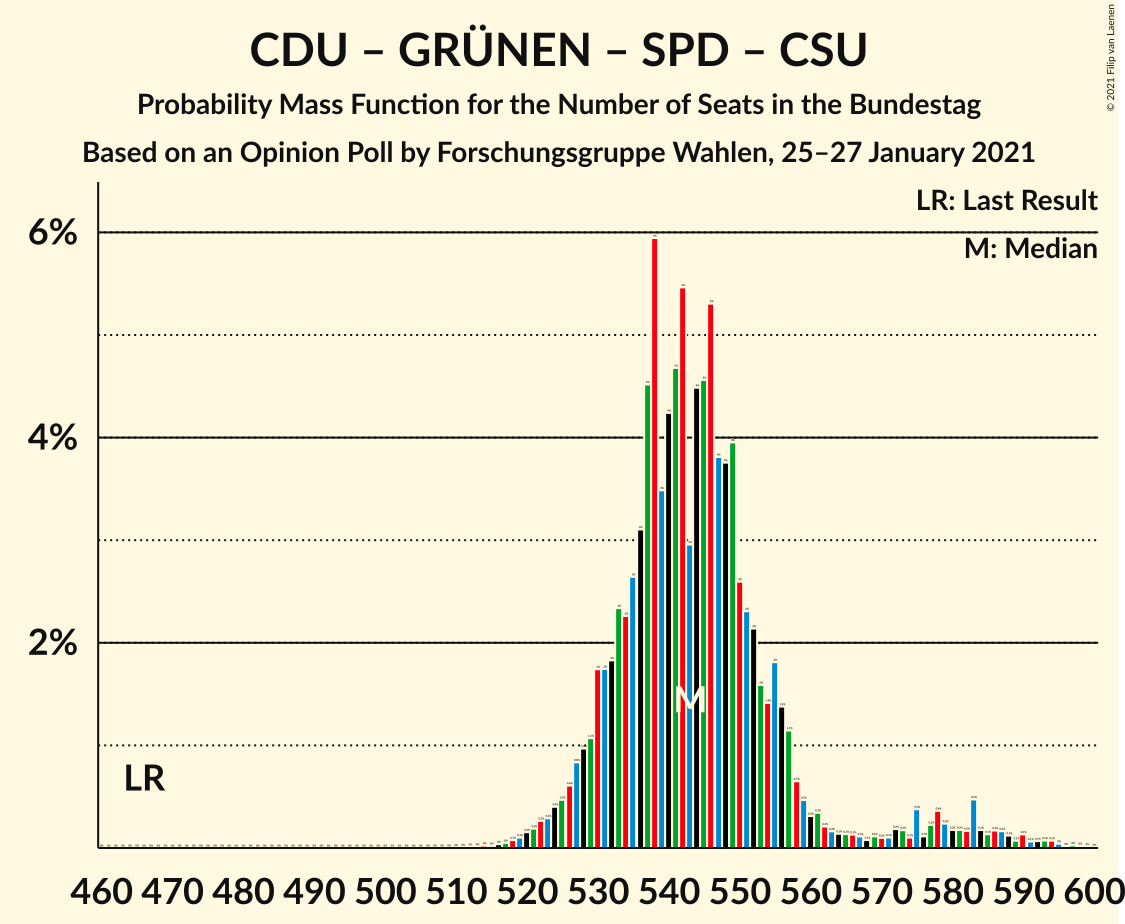 CDU – GRÜNEN – SPD – CSU
Probability Mass Function for the Number of Seats in the Bundestag
Based on an Opinion Poll by Forschungsgruppe Wahlen, 25–27 January 2021
© 2021 Filip van Laenen
LR: Last Result
M: Median
6%
4%
2%
M
LR
460 470 480 490 500 510 520 530 540 550 560 570 580 590 600